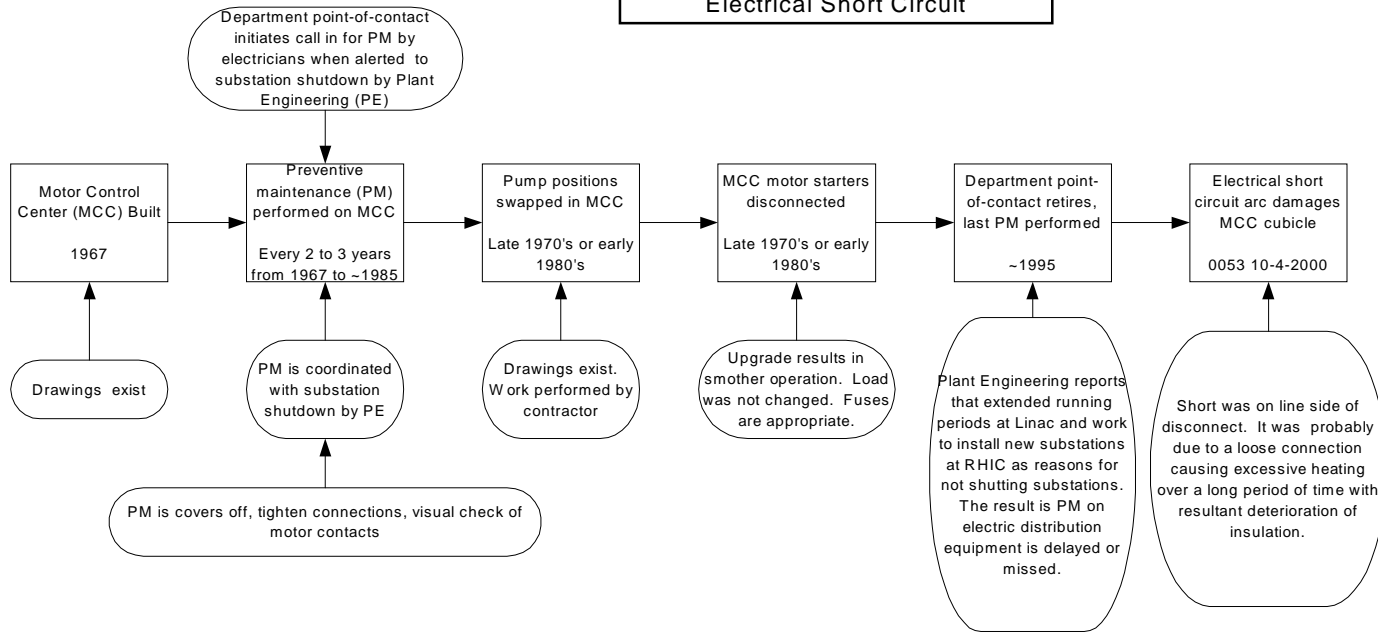 Electrical Short Circuit
Department point-of-contact
initiates call in for PM by
electricians when alerted to
substation shutdown by Plant
Engineering (PE)
Motor Control
Center (MCC) Built
1967
Preventive
maintenance (PM)
performed on MCC
Every 2 to 3 years
from 1967 to ~1985
Pump positions
swapped in MCC
Late 1970's or early
1980's
MCC motor starters
disconnected
Late 1970's or early
1980's
Department point-
of-contact retires,
last PM performed
~1995
Electrical short
circuit arc damages
MCC cubicle
0053 10-4-2000
Drawings exist
PM is coordinated
with substation
shutdown by PE
Drawings exist.
Work performed by
contractor
Upgrade results in
smother operation. Load
was not changed. Fuses
are appropriate.
Plant Engineering reports
that extended running
periods at Linac and work
to install new substations
at RHIC as reasons for
not shutting substations.
The result is PM on
electric distribution
equipment is delayed or
missed.
Short was on line side of
disconnect. It was probably
due to a loose connection
causing excessive heating
over a long period of time with
resultant deterioration of
insulation.
PM is covers off, tighten connections, visual check of
motor contacts